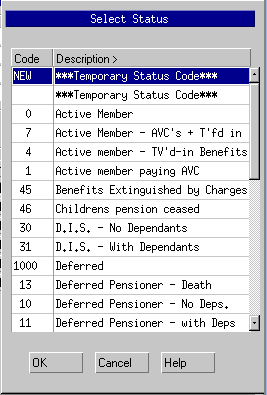 Select Status
Code Description >
NEW ***Temporary Status Code***
***Temporary Status Code***
0 Active Member
7 Active Member - AVC's + T'fd in
4 Active member - TV'd-in Benefits
1 Active member paying AVC
45 Benefits Extinguished by Charges
46 Childrens pension ceased
30 D.I.S. - No Dependants
31 D.I.S. - With Dependants
1000 Deferred
13 Deferred Pensioner - Death
10 Deferred Pensioner - No Deps.
11 Deferred Pensioner - with Deps
OK Cancel Help